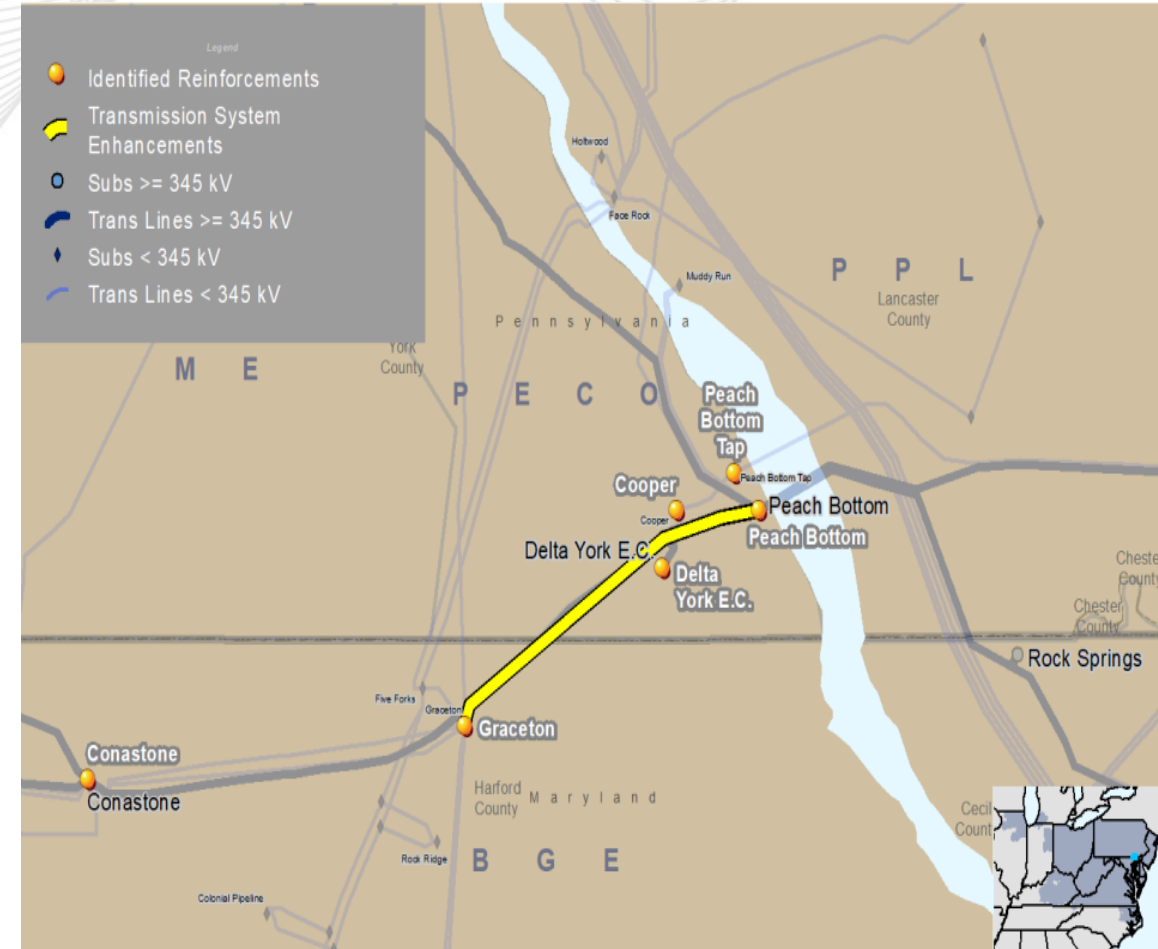 Legend
Identified Reinforcements
Transmission System
Enhancements
Subs >= 345 kV
Trans Lines >= 345 kV
Subs < 345 kV
Trans Lines < 345 kV
Holtwood
Face Rock
Muddy Run
P P L
Lancaster
County
Pennsylvania
York
County
M E
P E C O
Peach
Bottom
Tap
Peach Bottom Tap
Cooper
Cooper
Peach Bottom
Peach Bottom
Delta York E.C.
Delta
York E.C.
Cheste
County
Chester
County
Rock Springs
Five Forks
Graceton
Graceton
Conastone
Conastone
Harford
County
Maryland
Cecil
Count
Rock Ridge
B G E
Colonial Pipeline